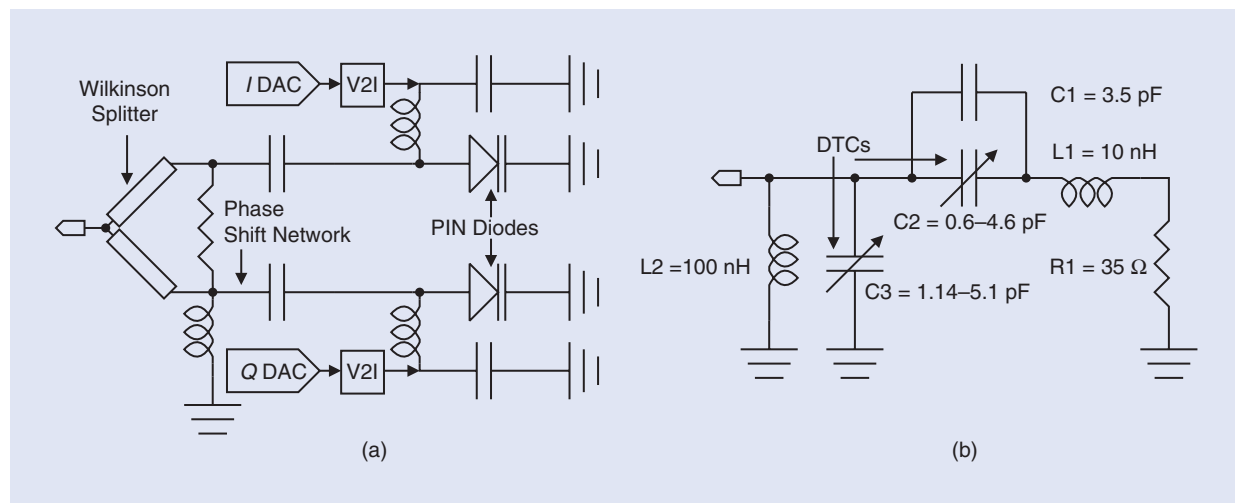 I DAC
V2I
Wilkinson
Splitter
Phase
Shift Network
PIN Diodes
Q DAC
V2I
(a)
C1 = 3.5 pF
DTCs
L1 = 10 nH
C2 = 0.6–4.6 pF
L2 =100 nH
R1 = 35 Ω
C3 = 1.14–5.1 pF
(b)